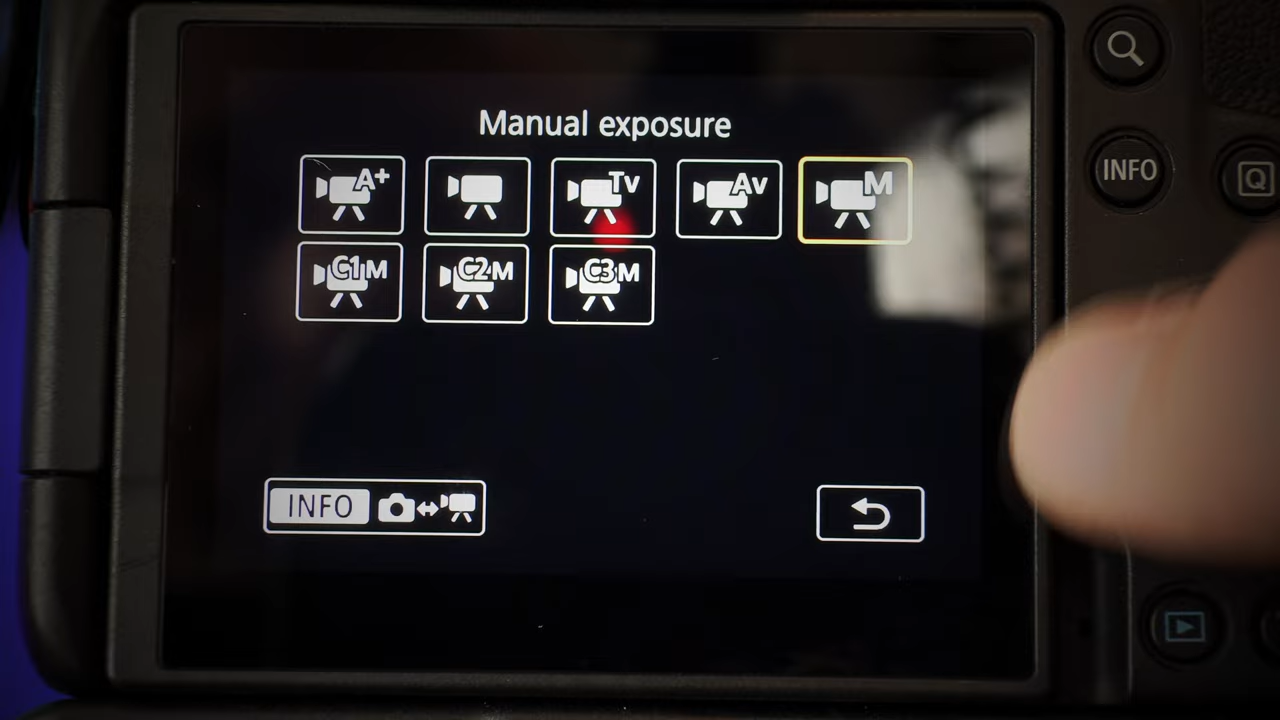 Manual exposure
A+ Tv Av M
C1M C2M C3M
INFO
INFO
Q